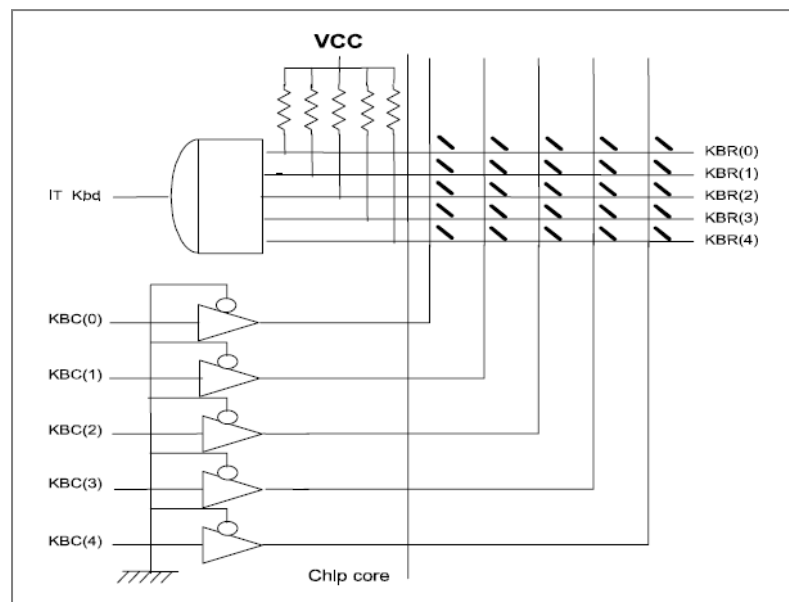 VCC
KBR(0)
KBR(1)
IT Kbd
KBR(2)
KBR(3)
KBR(4)
KBC(0)
KBC(1)
KBC(2)
KBC(3)
KBC(4)
Chip core